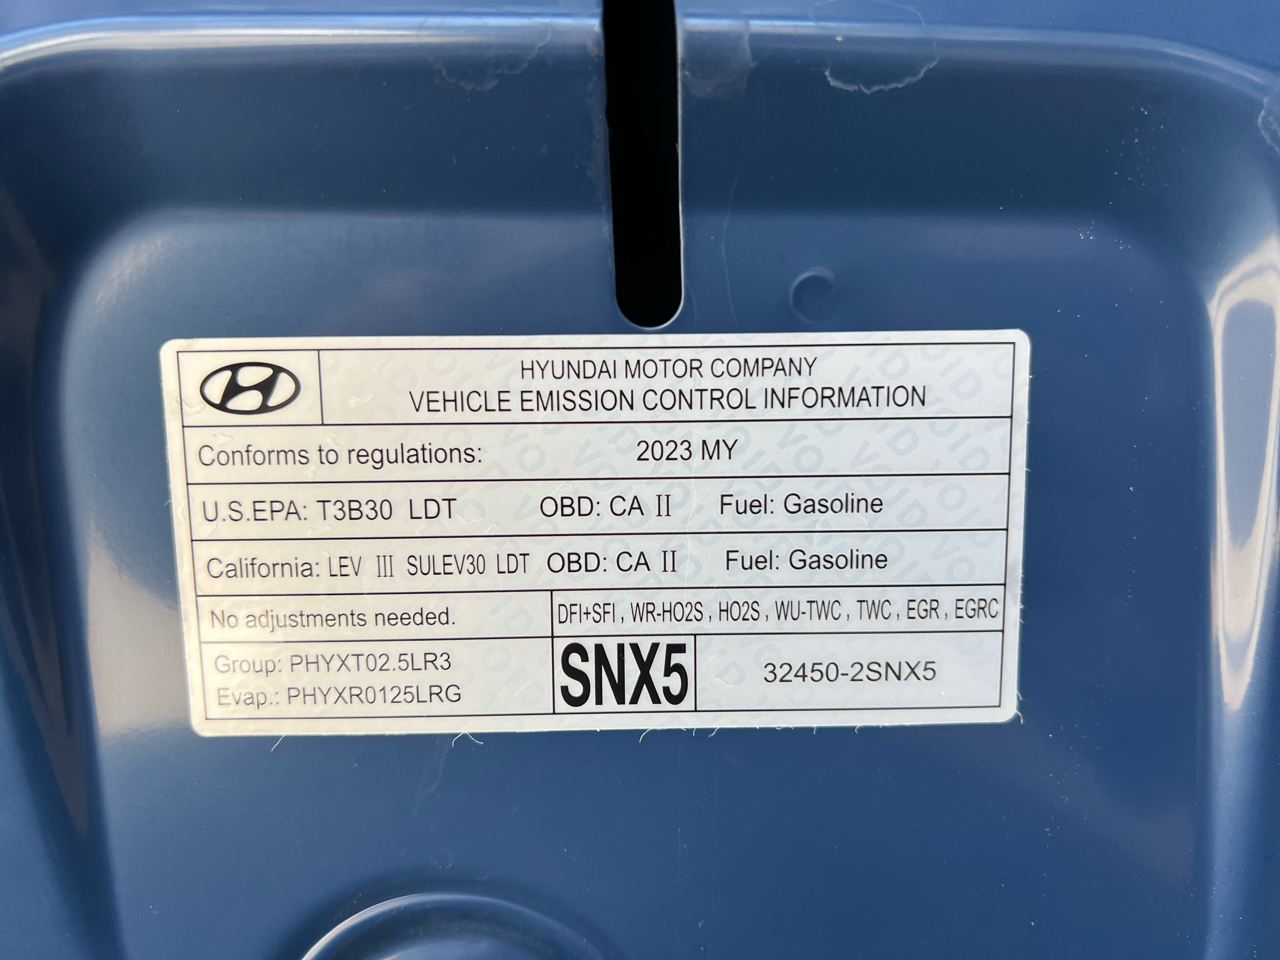 HYUNDAI MOTOR COMPANY
VEHICLE EMISSION CONTROL INFORMATION
Conforms to regulations: 2023 MY
U.S.EPA: T3B30 LDT OBD: CA II Fuel: Gasoline
California: LEV III SULEV30 LDT OBD: CA II Fuel: Gasoline
No adjustments needed. DFI+SFI , WR-HO2S , HO2S , WU-TWC , TWC , EGR , EGRC
Group: PHYXT02.5LR3
Evap.: PHYXR0125LRG
SNX5
32450-2SNX5